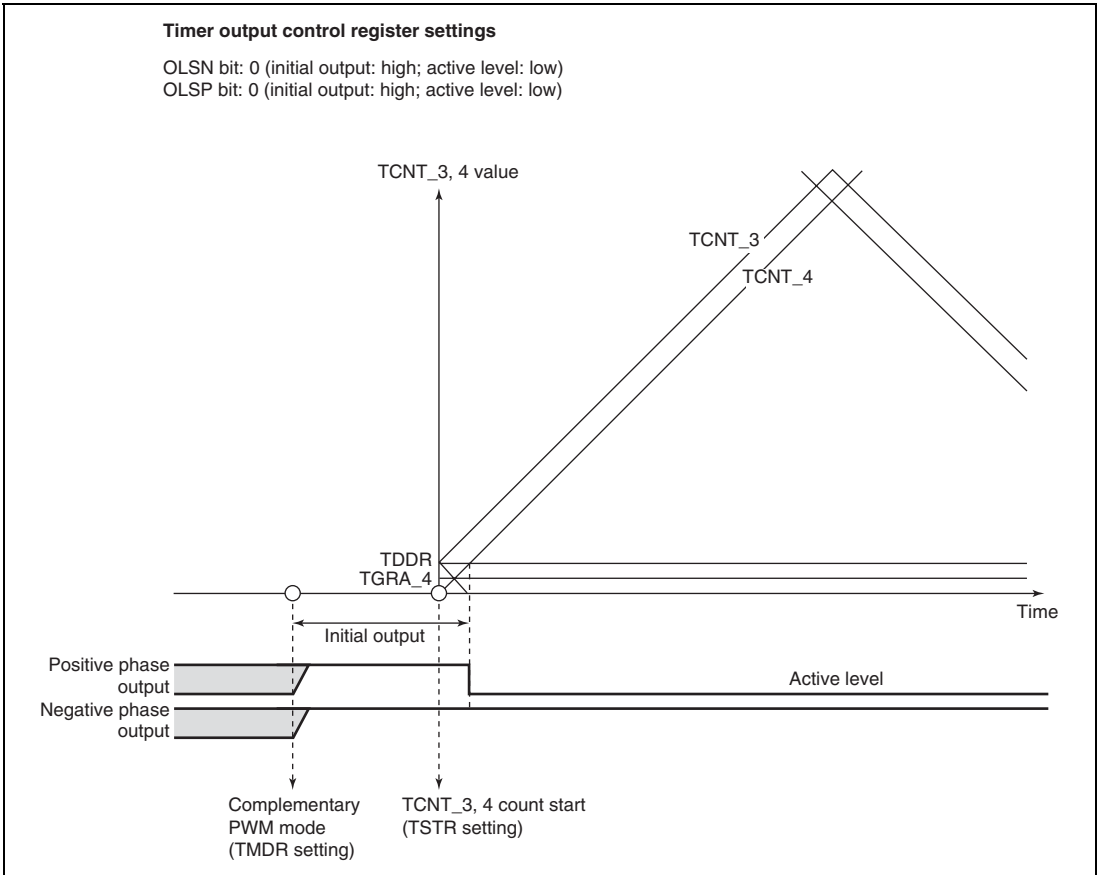 Timer output control register settings
OLSN bit: 0 (initial output: high; active level: low)
OLSP bit: 0 (initial output: high; active level: low)
TCNT_3, 4 value
TCNT_3
TCNT_4
TDDR
TGRA_4
Time
Initial output
Positive phase
output
Active level
Negative phase
output
Complementary
PWM mode
(TMDR setting)
TCNT_3, 4 count start
(TSTR setting)